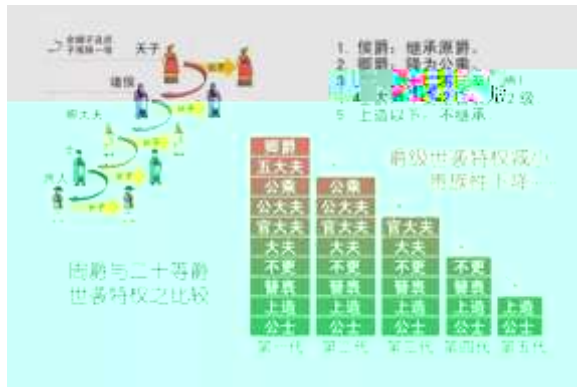 天子
诸侯
卿大夫
士
庶人
1. 侯爵：继承原爵。
2. 卿爵：降为公乘。
5. 上造以下，不继承。
爵级世袭特权减小
贵族性下降
周爵与二十等爵
世袭特权之比较
卿爵
五大夫
公乘 公乘
公大夫 公大夫
官大夫 官大夫 官大夫
大夫 大夫 大夫
不更 不更 不更 不更
簪袅 簪袅 簪袅 簪袅
上造 上造 上造 上造 上造
公士 公士 公士 公士 公士
第一代 第二代 第三代 第四代 第五代